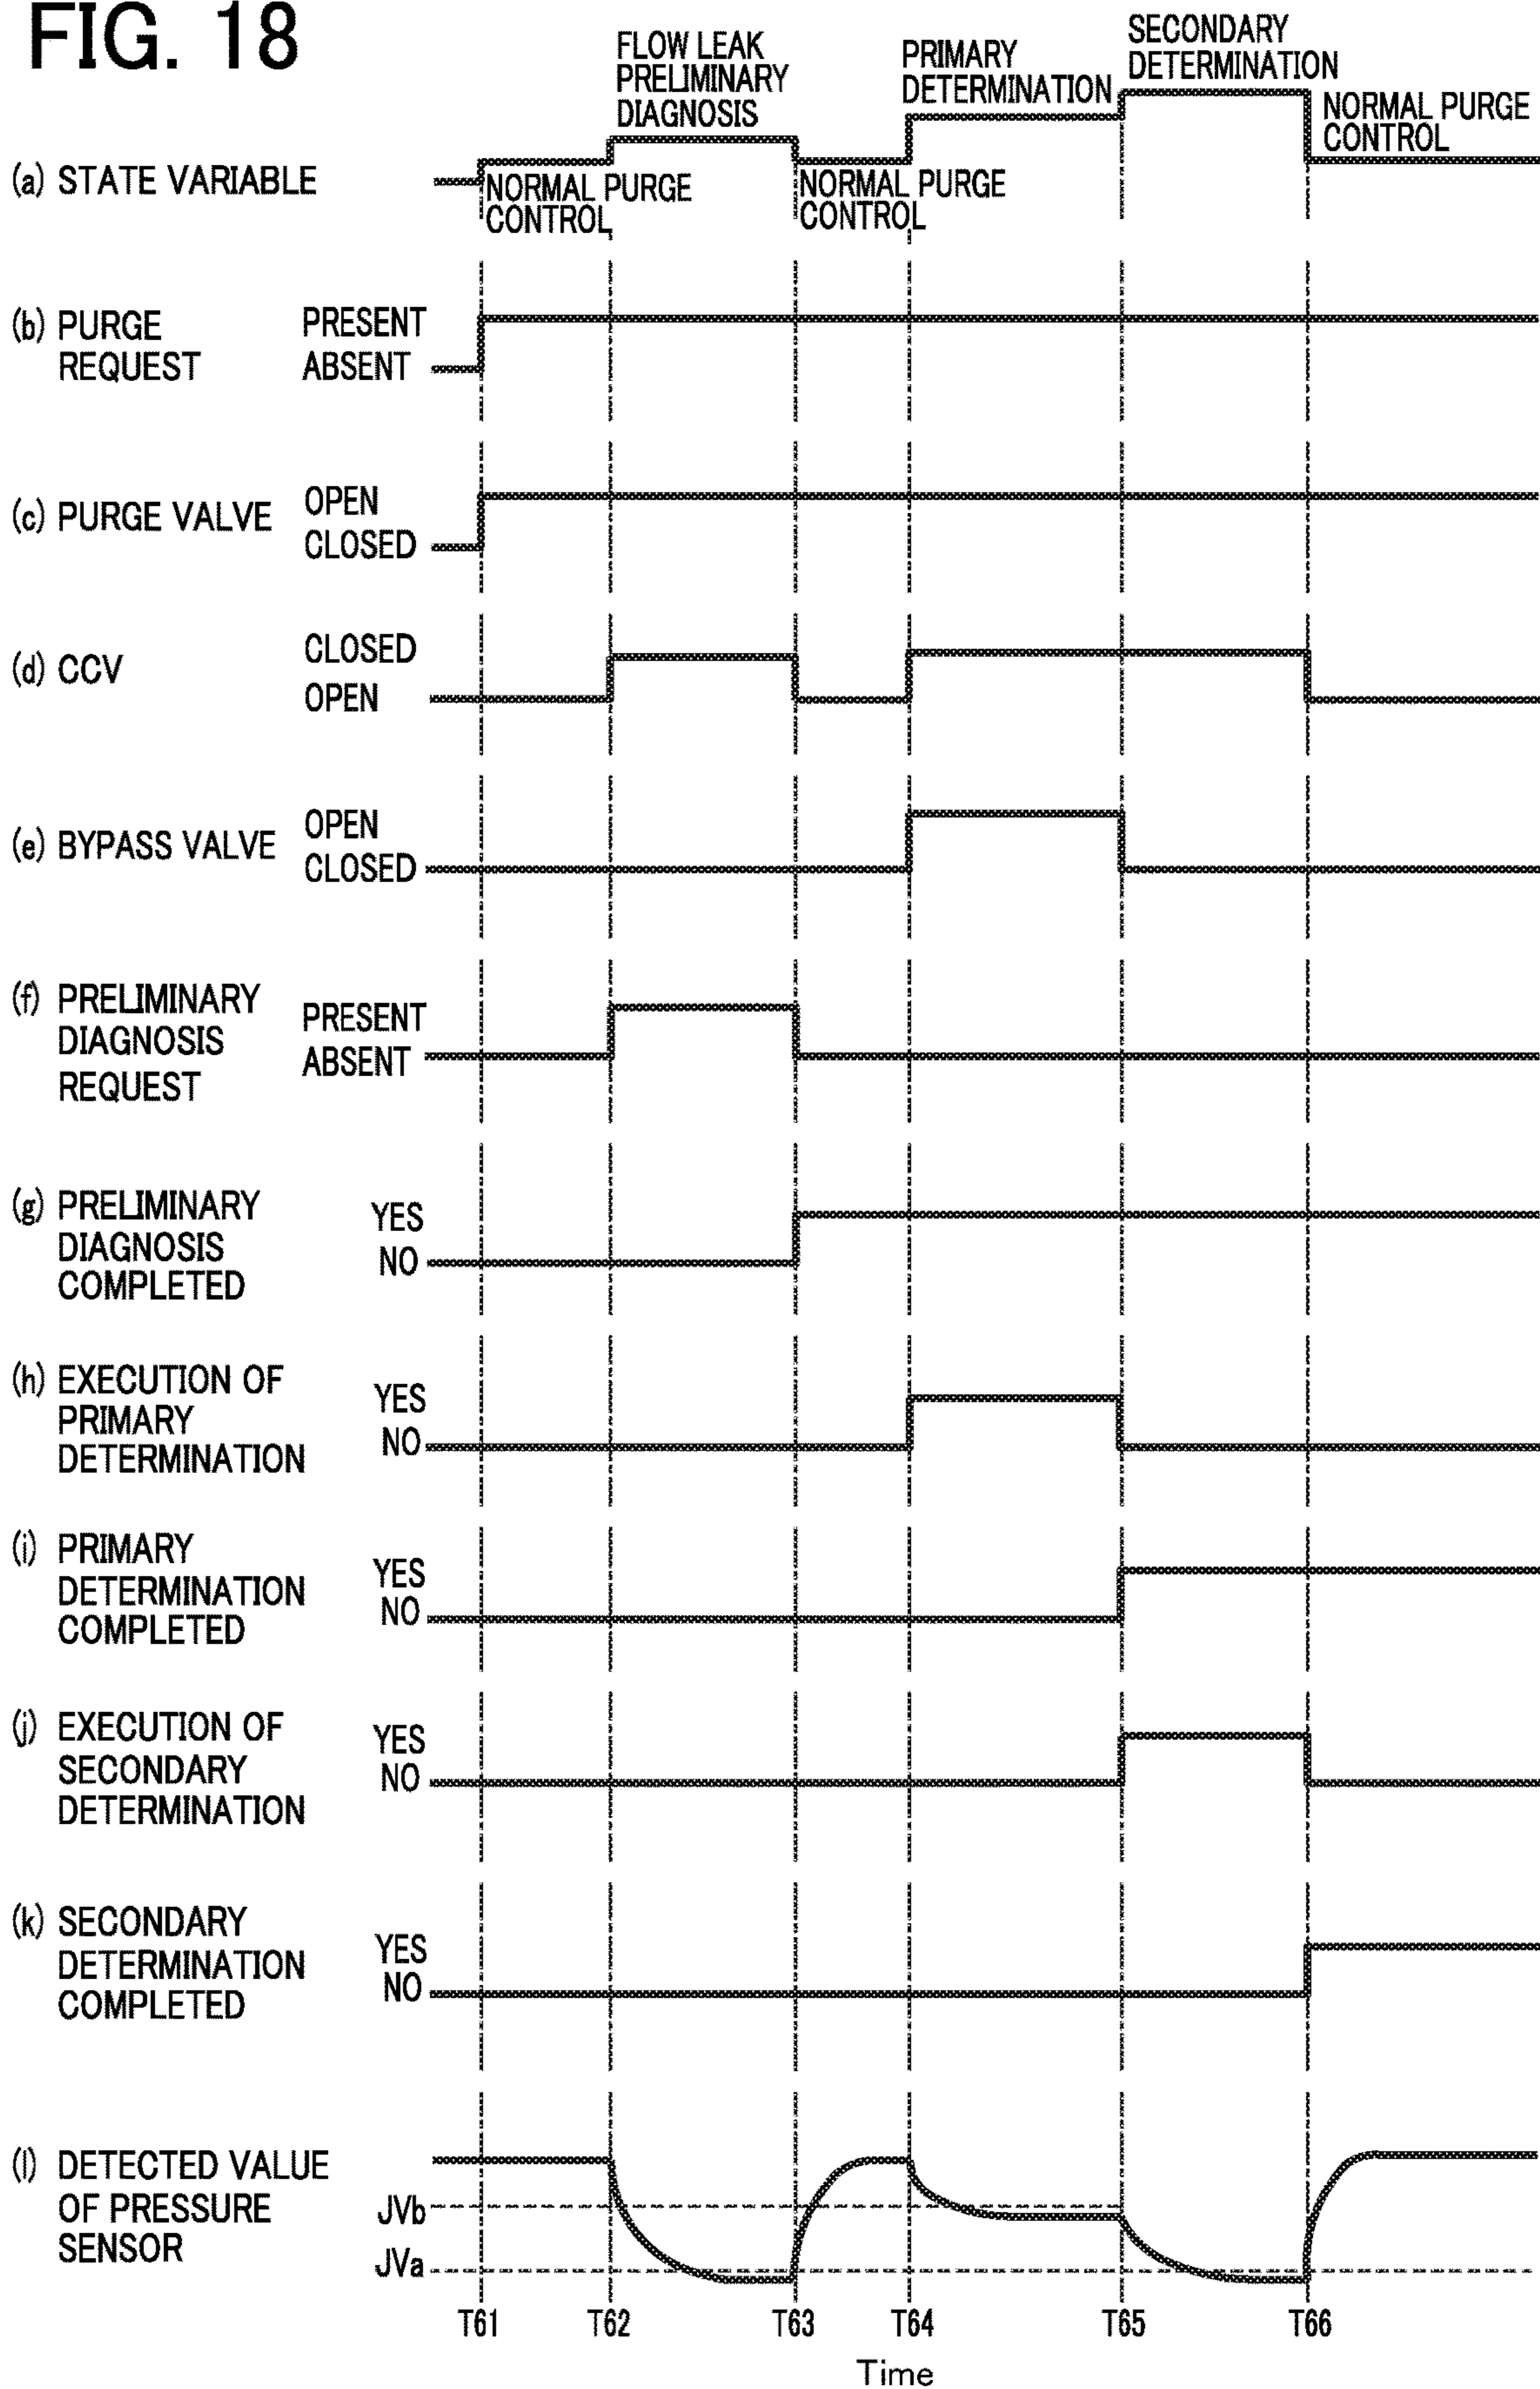 FIG. 18
FLOW LEAK
PRELIMINARY
DIAGNOSIS
PRIMARY
DETERMINATION
SECONDARY
DETERMINATION
NORMAL PURGE
CONTROL
(a) STATE VARIABLE
NORMAL PURGE
CONTROL
NORMAL PURGE
CONTROL
(b) PURGE
REQUEST
PRESENT
ABSENT
(c) PURGE VALVE
OPEN
CLOSED
(d) CCV
CLOSED
OPEN
(e) BYPASS VALVE
OPEN
CLOSED
(f) PRELIMINARY
DIAGNOSIS
REQUEST
PRESENT
ABSENT
(g) PRELIMINARY
DIAGNOSIS
COMPLETED
YES
NO
(h) EXECUTION OF
PRIMARY
DETERMINATION
YES
NO
(i) PRIMARY
DETERMINATION
COMPLETED
YES
NO
(j) EXECUTION OF
SECONDARY
DETERMINATION
YES
NO
(k) SECONDARY
DETERMINATION
COMPLETED
YES
NO
(l) DETECTED VALUE
OF PRESSURE
SENSOR
JVb
JVa
T61 T62 T63 T64 T65 T66
Time